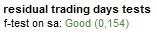 residual trading days tests
f-test on sa: Good (0,154)